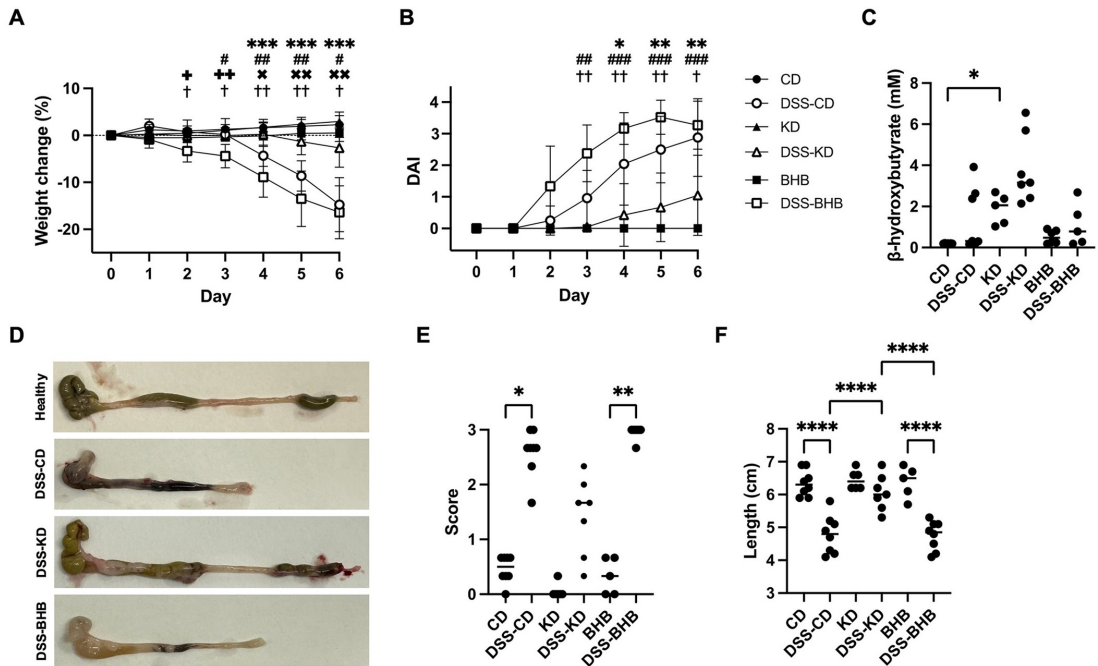 A
*** *** ***
# ## ## #
+ ++ × ×× ××
† † †† †† †
Weight change (%)
10
0
-10
-20
0 1 2 3 4 5 6
Day
B
* ** **
## ### ### ###
†† †† †† †
DAI
4
3
2
1
0
0 1 2 3 4 5 6
Day
CD
DSS-CD
KD
DSS-KD
BHB
DSS-BHB
C
*
β-hydroxybutyrate (mM)
8
6
4
2
0
CD DSS-CD KD DSS-KD BHB DSS-BHB
D
Healthy
DSS-CD
DSS-KD
DSS-BHB
E
* **
Score
3
2
1
0
CD DSS-CD KD DSS-KD BHB DSS-BHB
F
****
****
**** ****
Length (cm)
8
7
6
5
4
3
CD DSS-CD KD DSS-KD BHB DSS-BHB